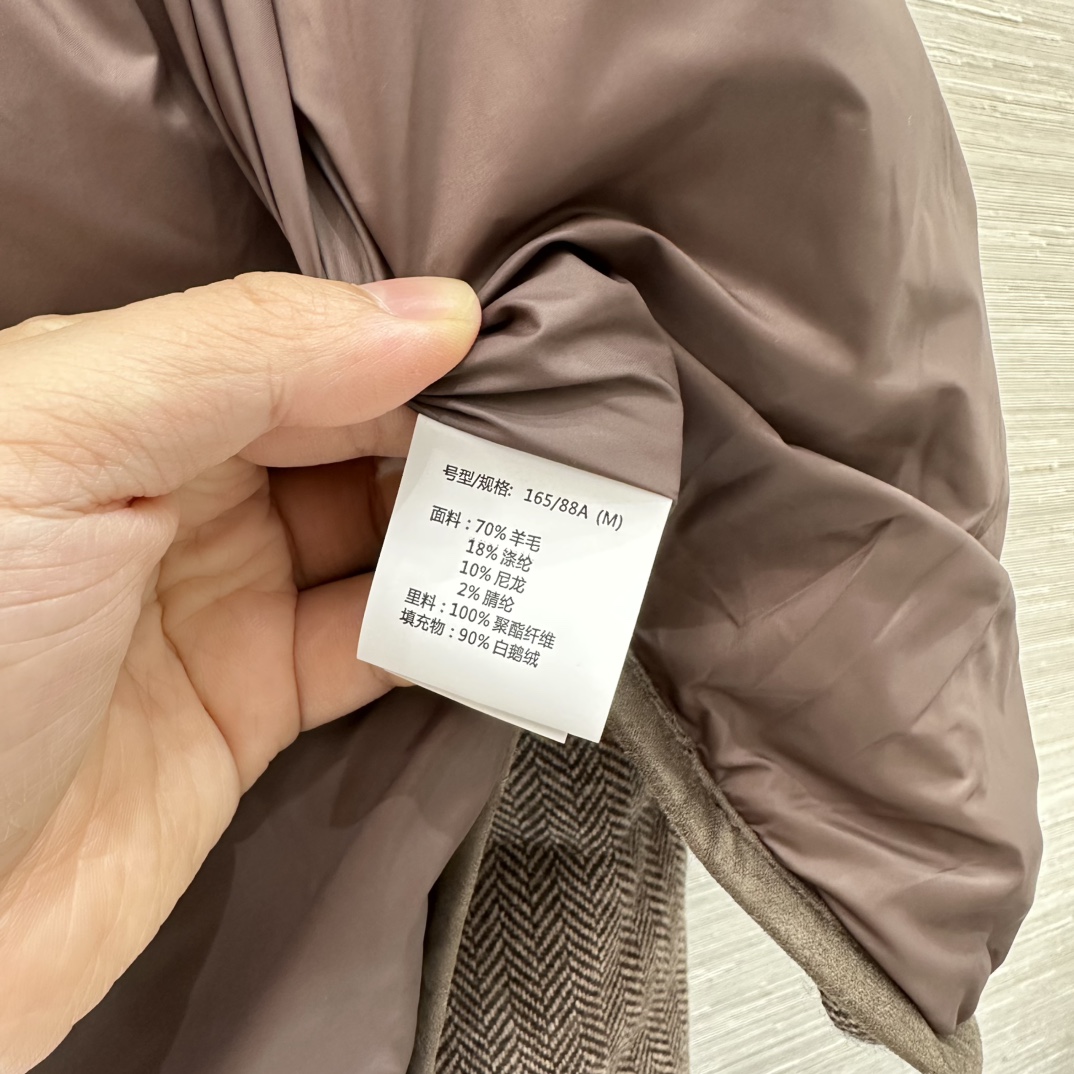 号型/规格: 165/88A (M)
面料：70% 羊毛
18% 涤纶
10% 尼龙
2% 腈纶
里料：100% 聚酯纤维
填充物：90% 白鹅绒